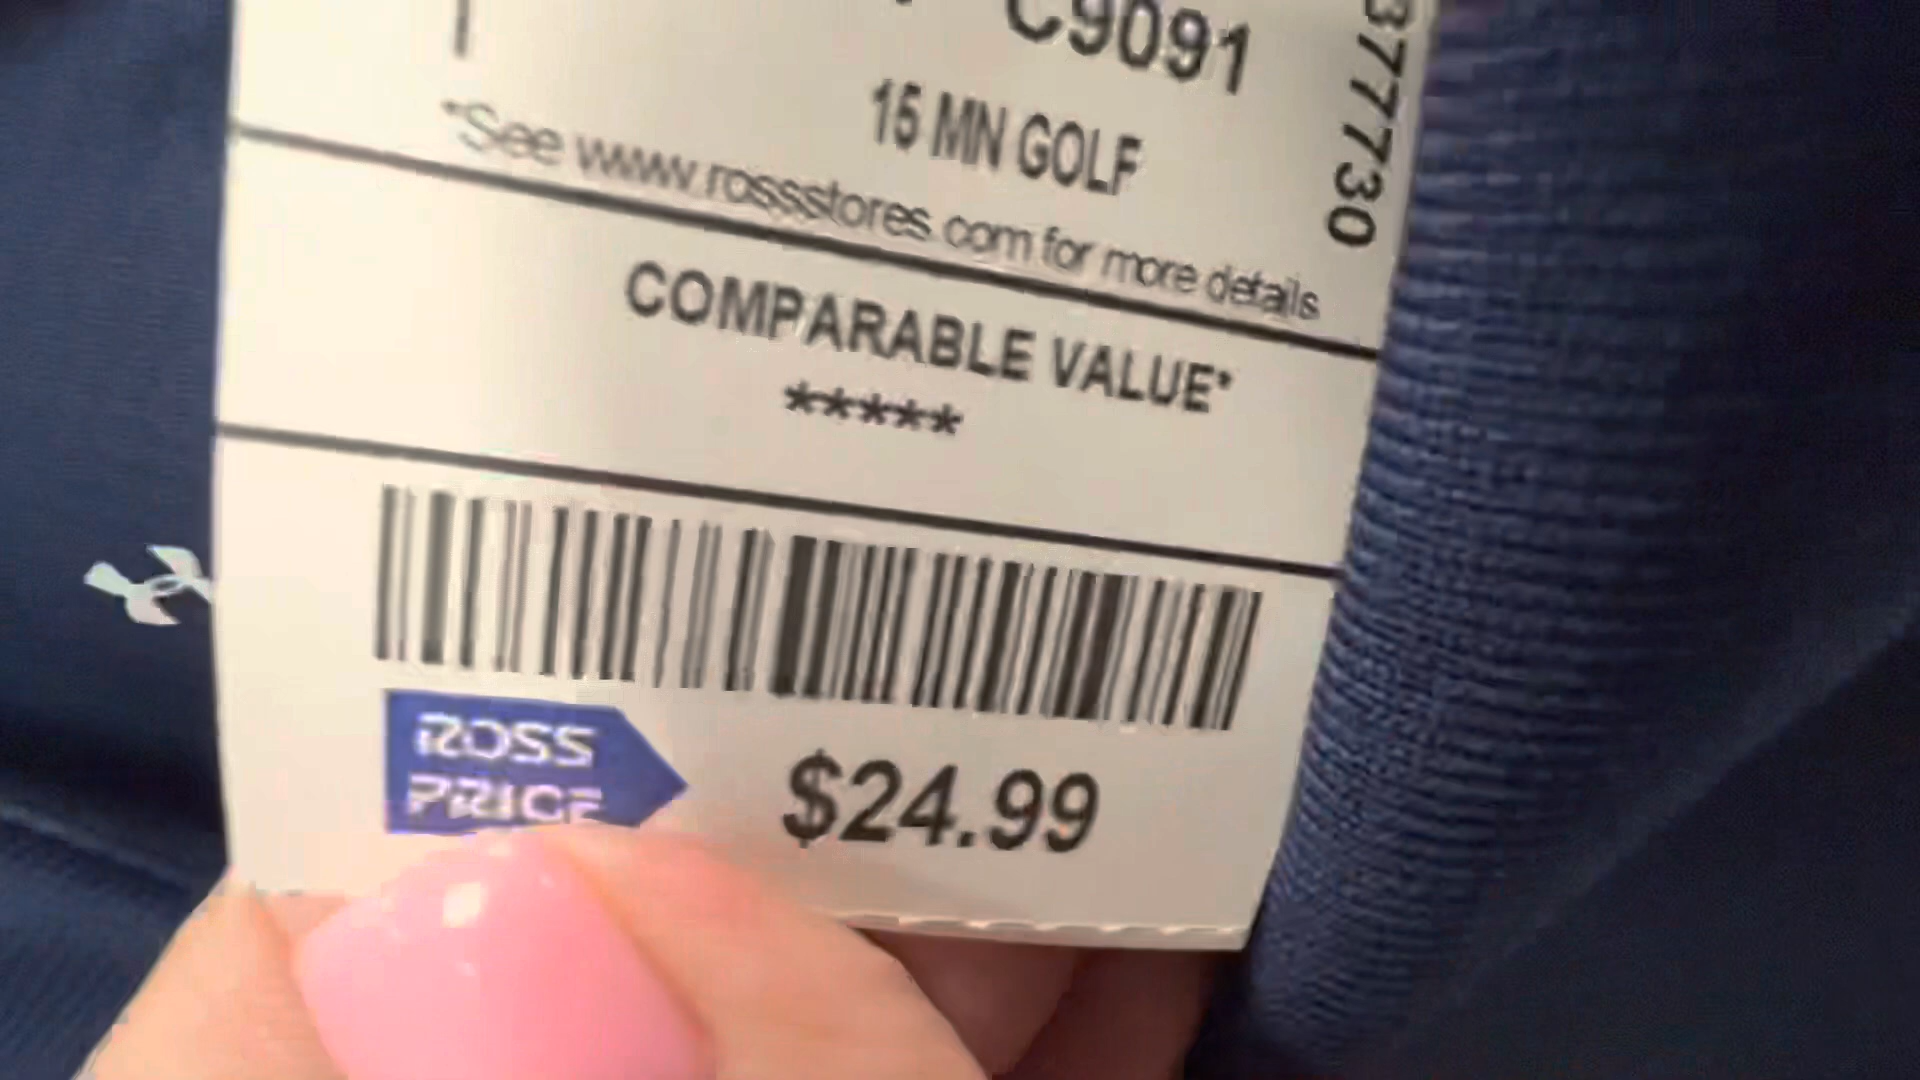 C9091
15 MN GOLF
*See www.rossstores.com for more details
377730
COMPARABLE VALUE*
*****
ROSS
PRICE
$24.99